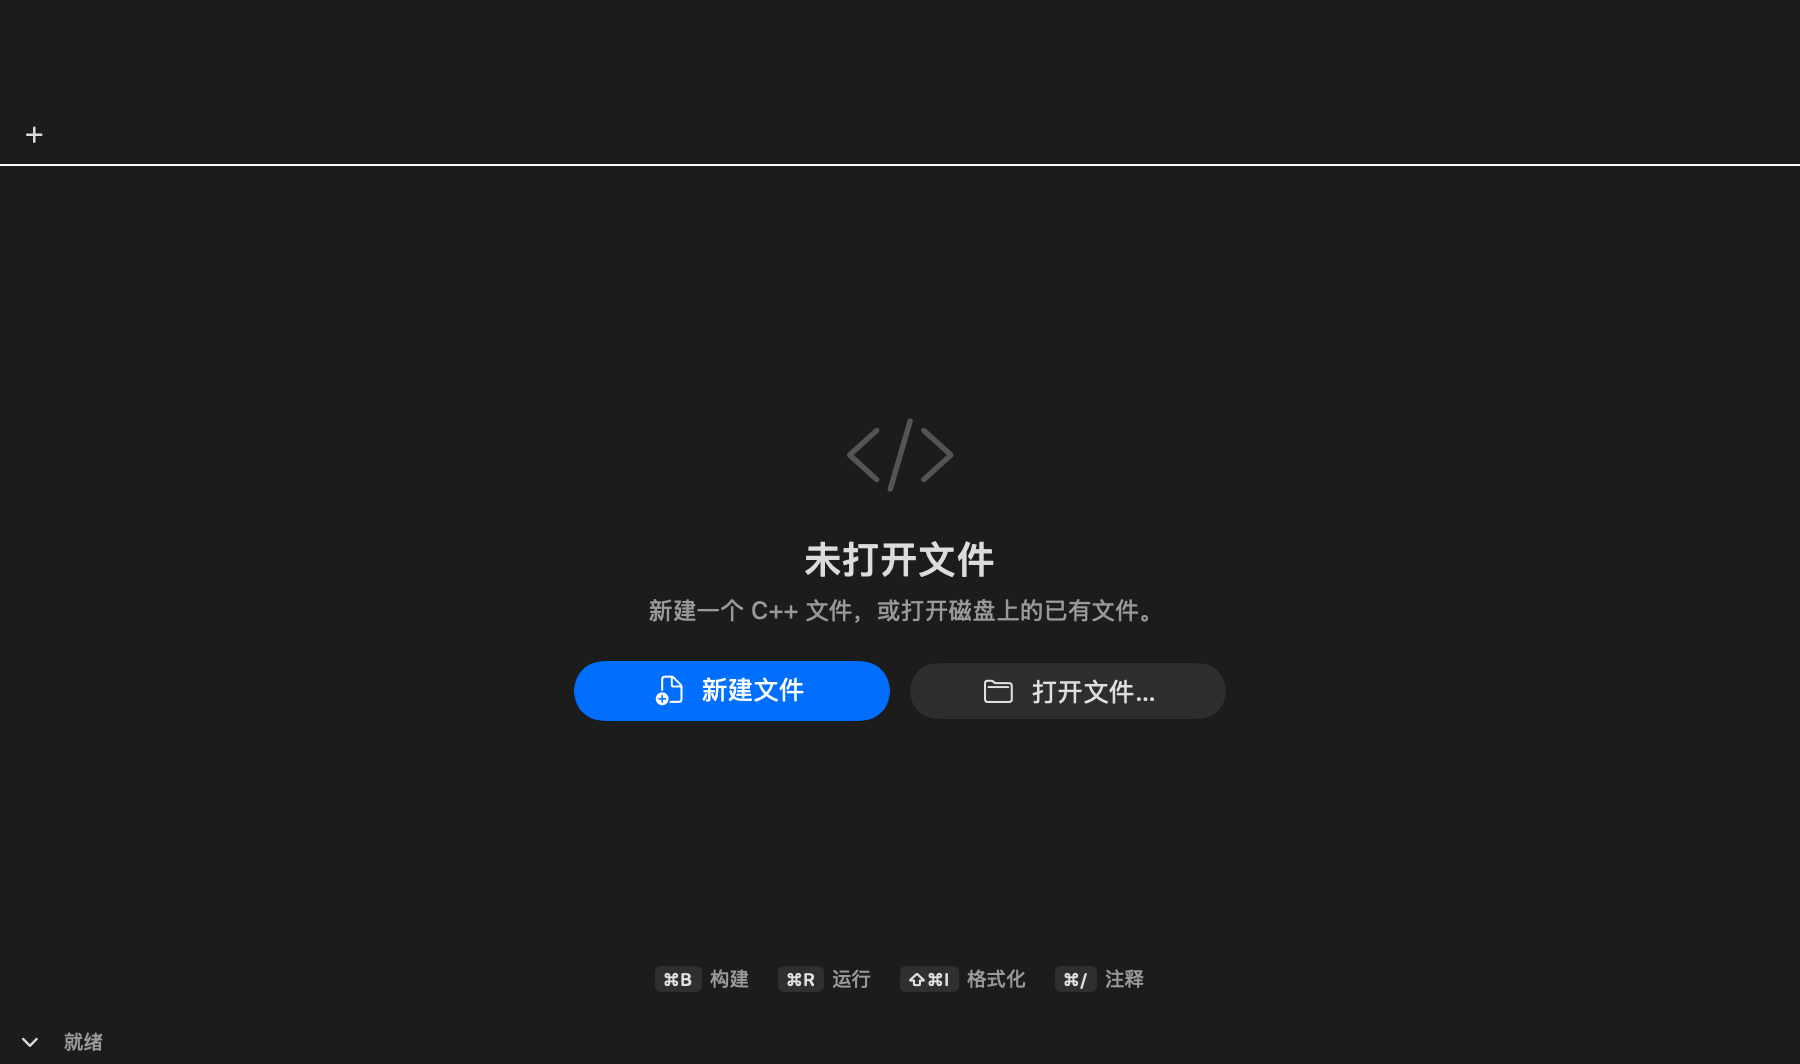 未打开文件
新建一个 C++ 文件，或打开磁盘上的已有文件。
新建文件 打开文件...
⌘B 构建 ⌘R 运行 ⇧⌘I 格式化 ⌘/ 注释
就绪